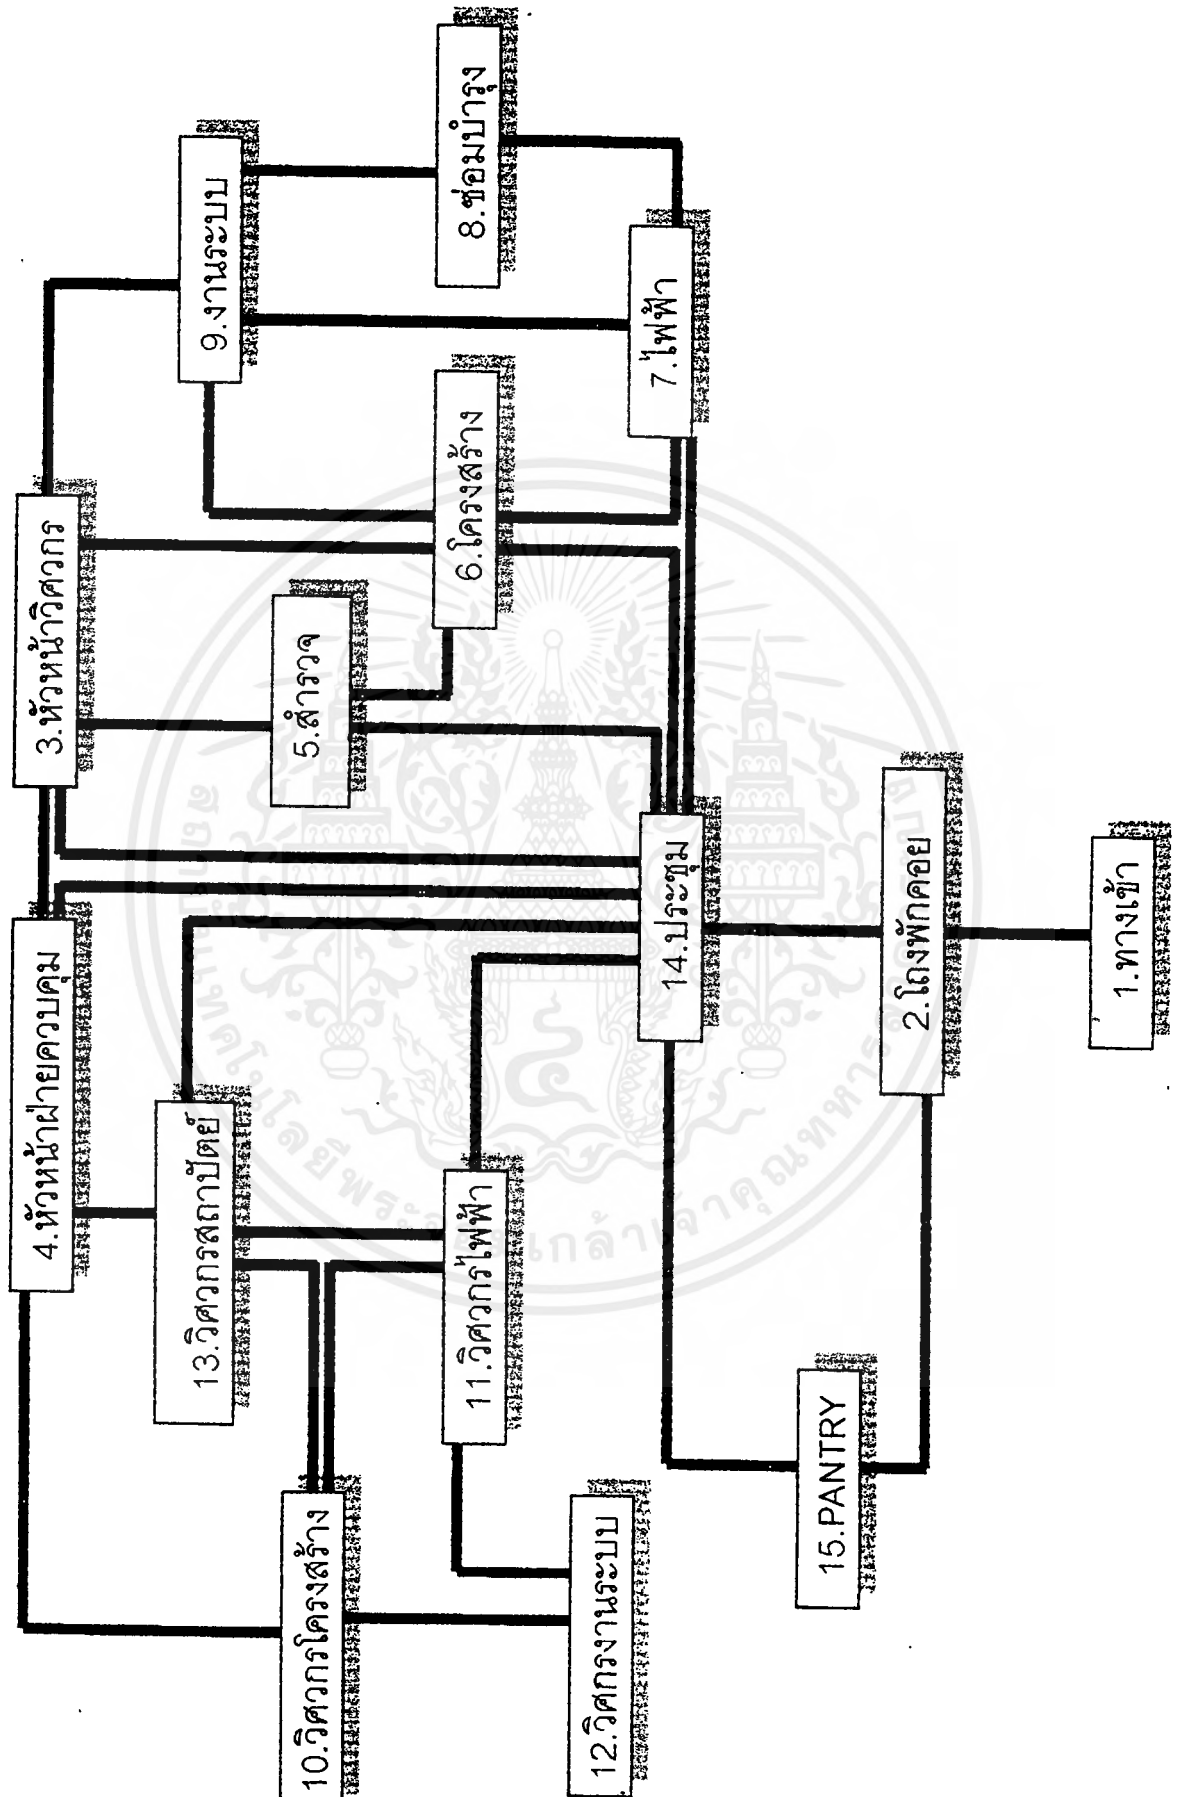 4.หัวหน้าฝ่ายควบคุม
3.หัวหน้าวิศวกร
13.วิศวกรสถาปัตย์
9.งานระบบ
10.วิศวกรโครงสร้าง
5.สำรวจ
11.วิศวกรไฟฟ้า
6.โครงสร้าง
8.ซ่อมบำรุง
12.วิศกรงานระบบ
14.ประชุม
7.ไฟฟ้า
15.PANTRY
2.โถงพักคอย
1.ทางเข้า